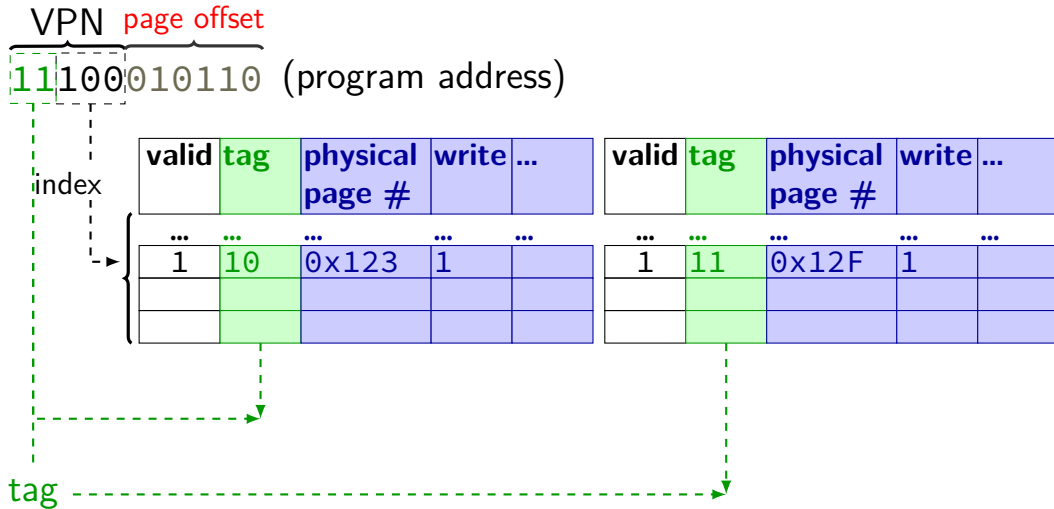 VPN page offset
11100010110 (program address)
index
valid tag physical page # write ... valid tag physical page # write ...
... ... ... ... ... ... ... ... ... ...
1 10 0x123 1 1 11 0x12F 1
tag